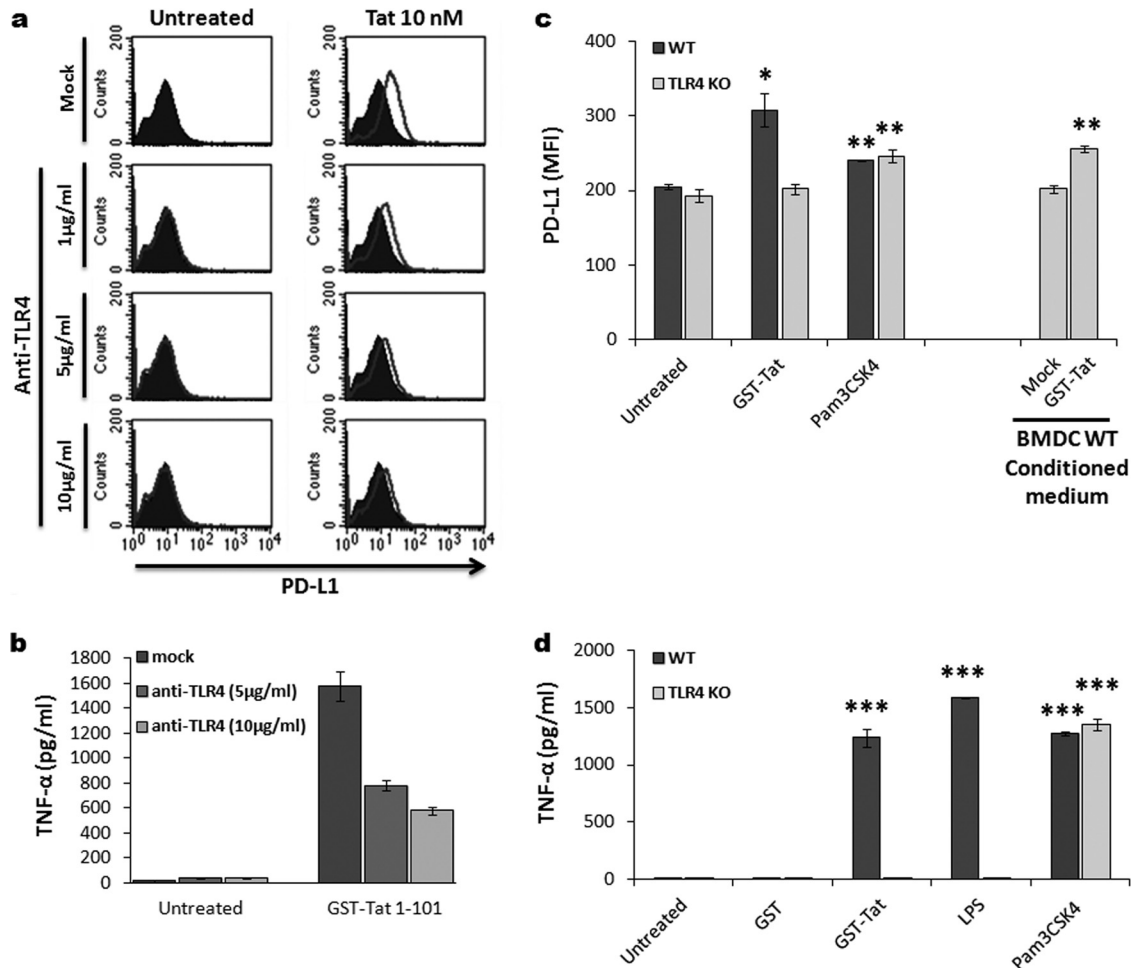 a
Untreated
Tat 10 nM
Mock
Counts
0 200
Counts
0 200
Anti-TLR4
1µg/ml
Counts
0 200
Counts
0 200
5µg/ml
Counts
0 200
Counts
0 200
10µg/ml
Counts
0 200
Counts
0 200
10⁰ 10¹ 10² 10³ 10⁴
10⁰ 10¹ 10² 10³ 10⁴
PD-L1
b
mock
anti-TLR4 (5µg/ml)
anti-TLR4 (10µg/ml)
TNF-α (pg/ml)
1800
1600
1400
1200
1000
800
600
400
200
0
Untreated
GST-Tat 1-101
c
WT
TLR4 KO
PD-L1 (MFI)
400
300
200
100
0
*
** **
**
Untreated
GST-Tat
Pam3CSK4
Mock
GST-Tat
BMDC WT
Conditioned
medium
d
WT
TLR4 KO
TNF-α (pg/ml)
2000
1500
1000
500
0
***
***
***
***
Untreated
GST
GST-Tat
LPS
Pam3CSK4